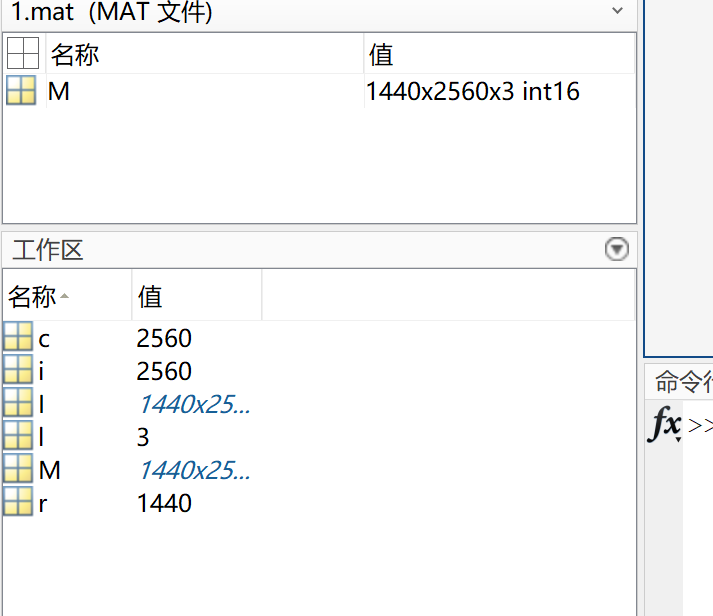 1.mat (MAT 文件)
名称 值
M 1440x2560x3 int16
工作区
名称 值
c 2560
i 2560
I 1440x25...
l 3
M 1440x25...
r 1440
命令行
fx >>